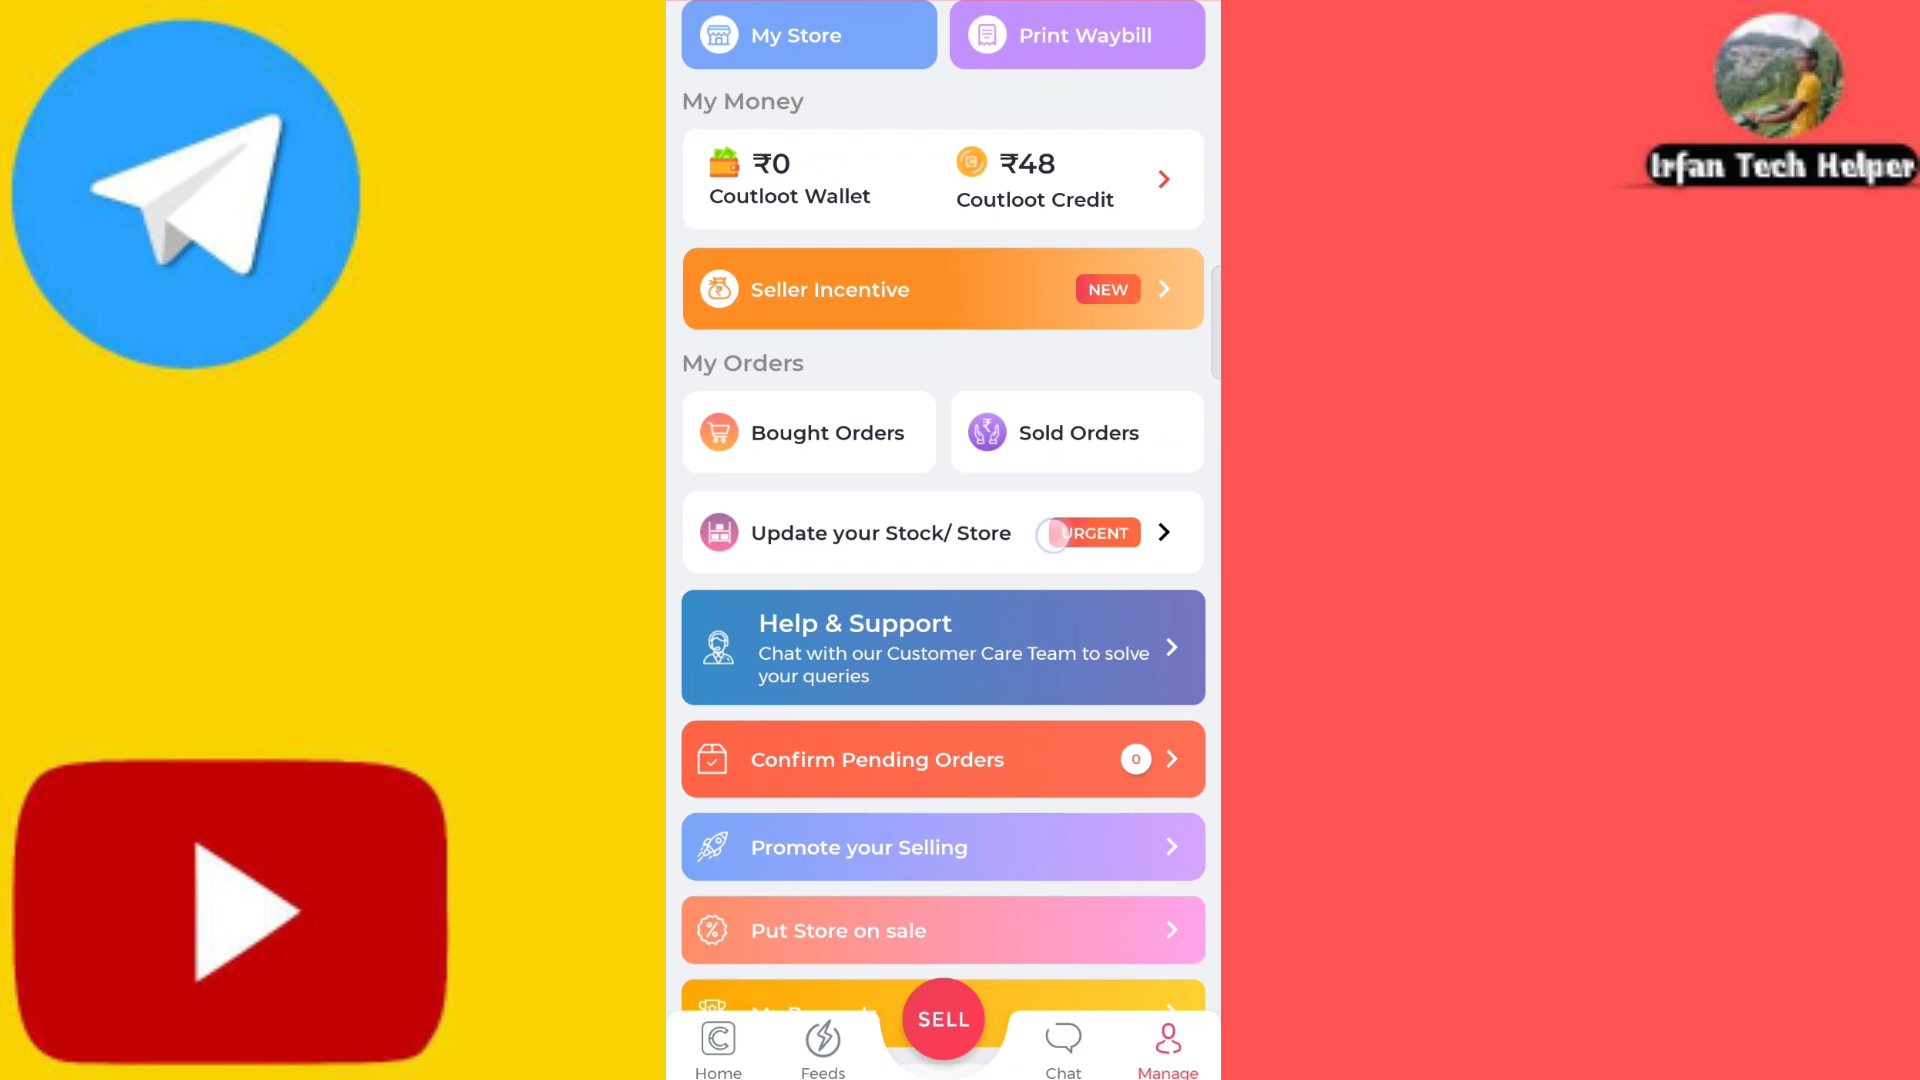 My Store
Print Waybill
Irfan Tech Helper
My Money
₹0
Coutloot Wallet
₹48
Coutloot Credit
Seller Incentive
NEW
My Orders
Bought Orders
Sold Orders
Update your Stock/ Store
URGENT
Help & Support
Chat with our Customer Care Team to solve
your queries
Confirm Pending Orders
0
Promote your Selling
Put Store on sale
SELL
Home
Feeds
Chat
Manage